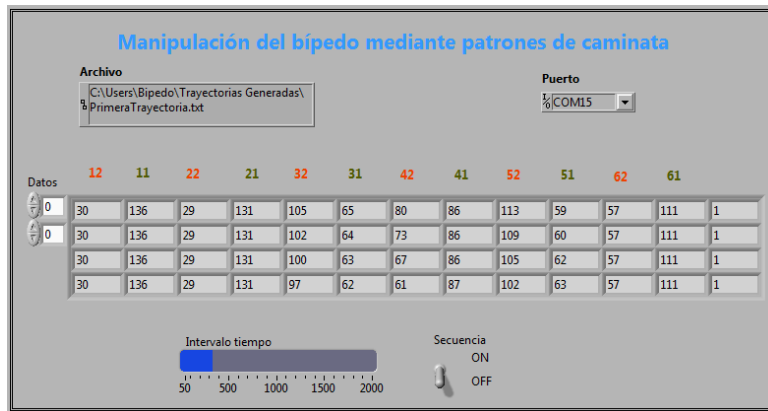 Manipulación del bípedo mediante patrones de caminata
Archivo
C:\Users\Bipedo\Trayectorias Generadas\
PrimeraTrayectoria.txt
Puerto
COM15
Datos 12 11 22 21 32 31 42 41 52 51 62 61
0 30 136 29 131 105 65 80 86 113 59 57 111 1
0 30 136 29 131 102 64 73 86 109 60 57 111 1
30 136 29 131 100 63 67 86 105 62 57 111 1
30 136 29 131 97 62 61 87 102 63 57 111 1
Intervalo tiempo
50 500 1000 1500 2000
Secuencia
ON
OFF